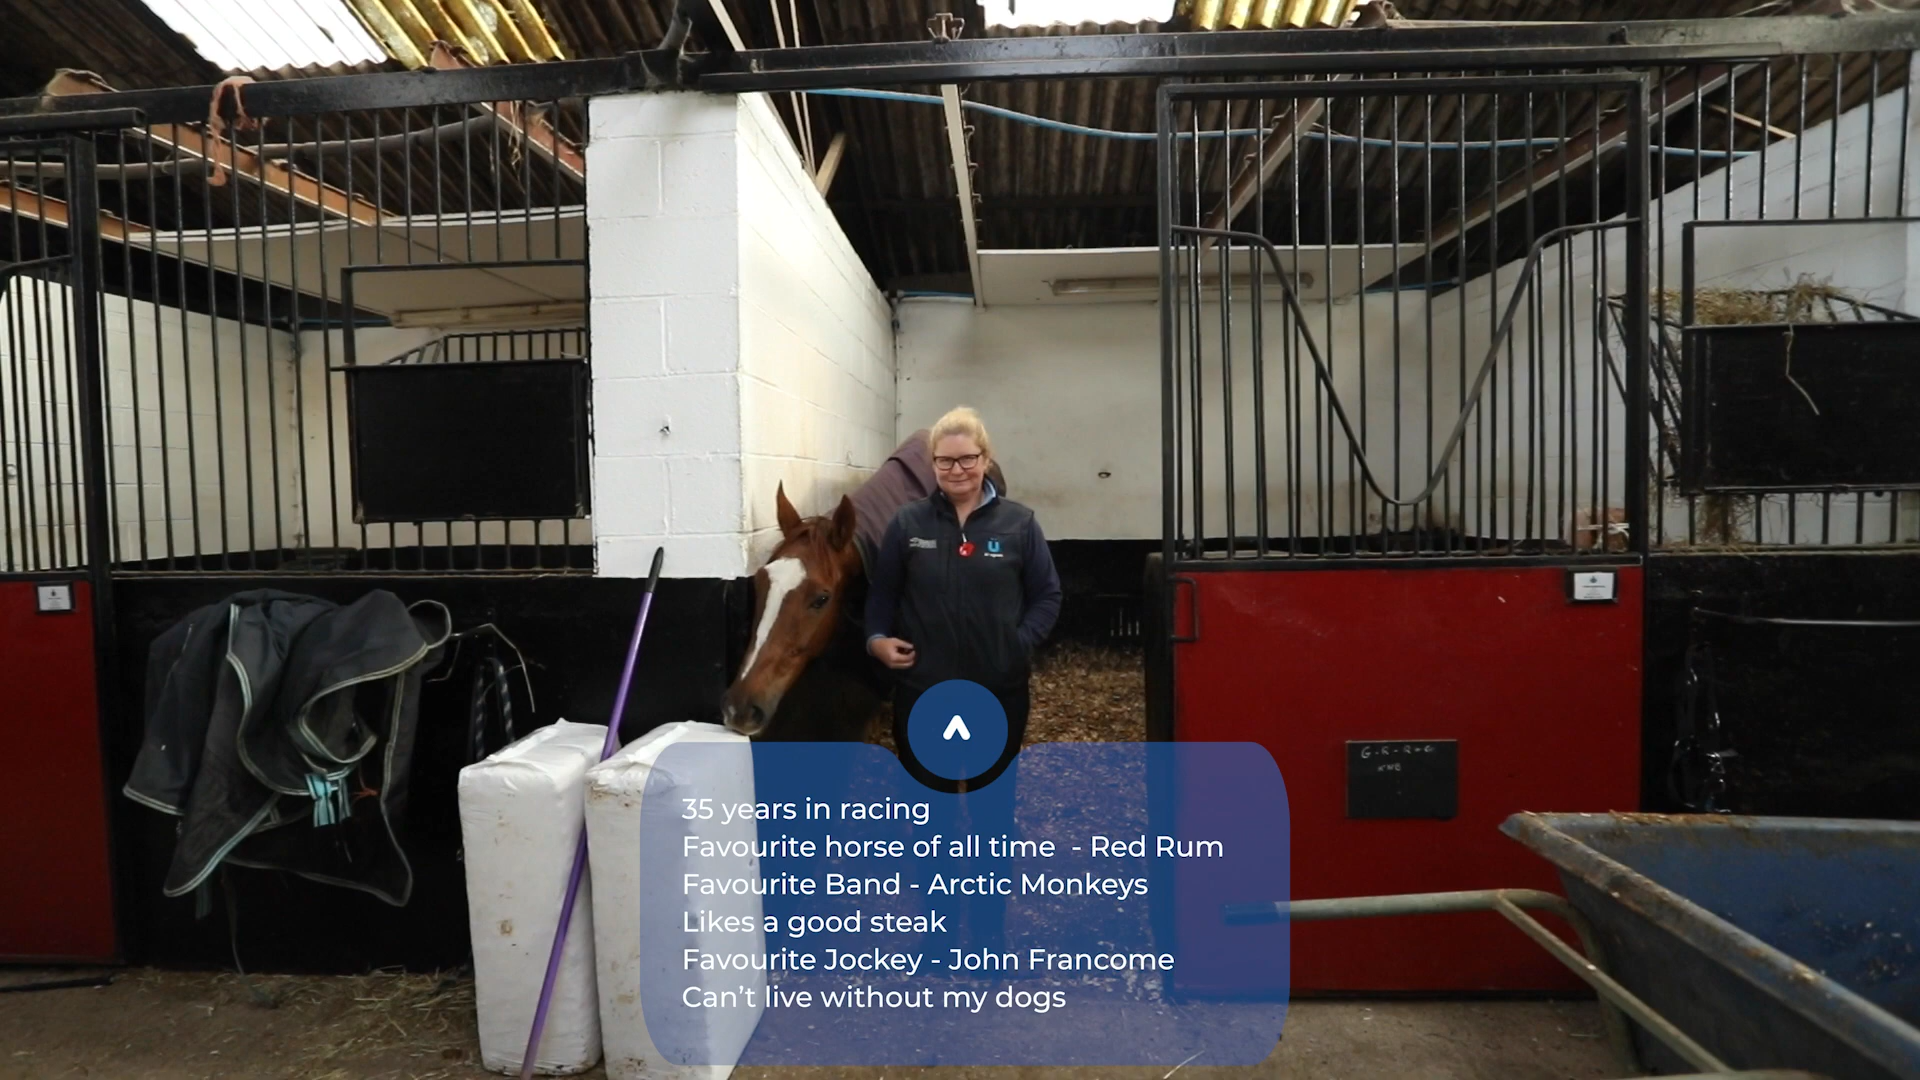 35 years in racing
Favourite horse of all time - Red Rum
Favourite Band - Arctic Monkeys
Likes a good steak
Favourite Jockey - John Francome
Can't live without my dogs